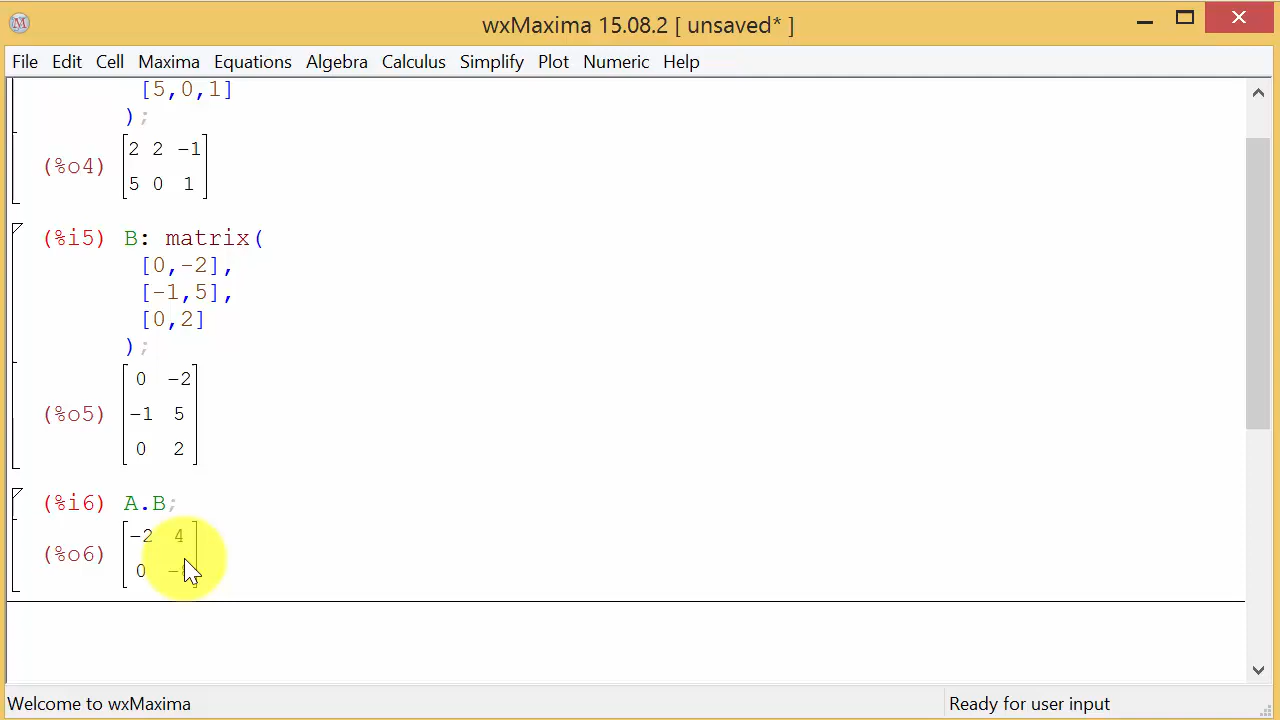 wxMaxima 15.08.2 [ unsaved* ]
File Edit Cell Maxima Equations Algebra Calculus Simplify Plot Numeric Help
[5,0,1]
);
(%o4)
2 2 -1
5 0 1
(%i5) B: matrix(
[0,-2],
[-1,5],
[0,2]
);
(%o5)
0 -2
-1 5
0 2
(%i6) A.B;
(%o6)
-2 4
0
Welcome to wxMaxima Ready for user input